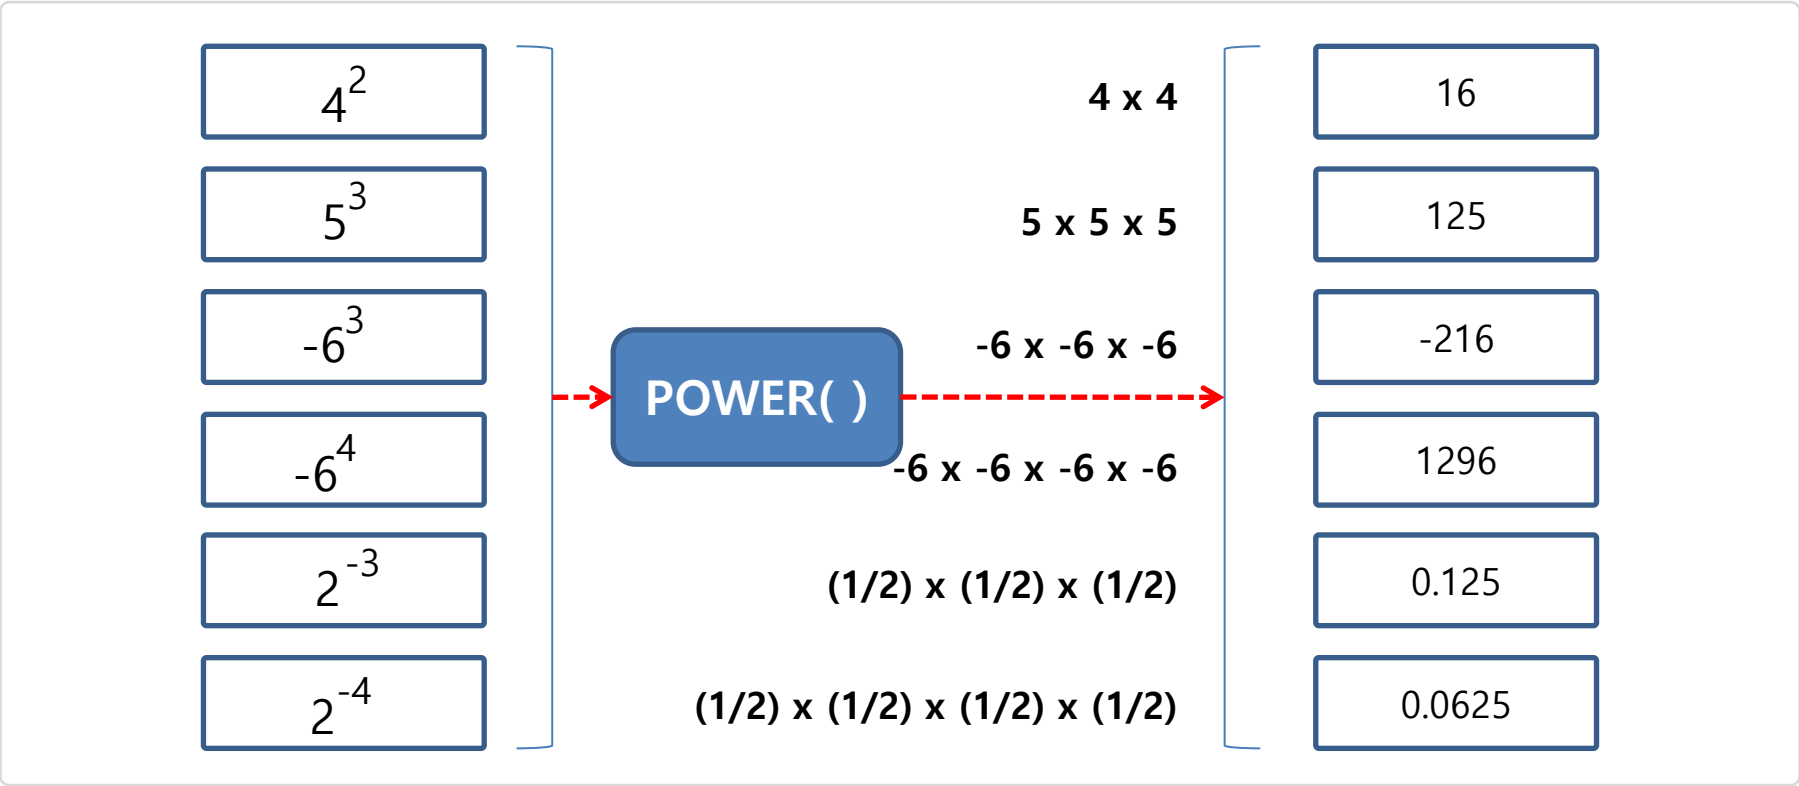 4^2
4 x 4
16
5^3
5 x 5 x 5
125
-6^3
-6 x -6 x -6
-216
POWER( )
-6^4
-6 x -6 x -6 x -6
1296
2^-3
(1/2) x (1/2) x (1/2)
0.125
2^-4
(1/2) x (1/2) x (1/2) x (1/2)
0.0625